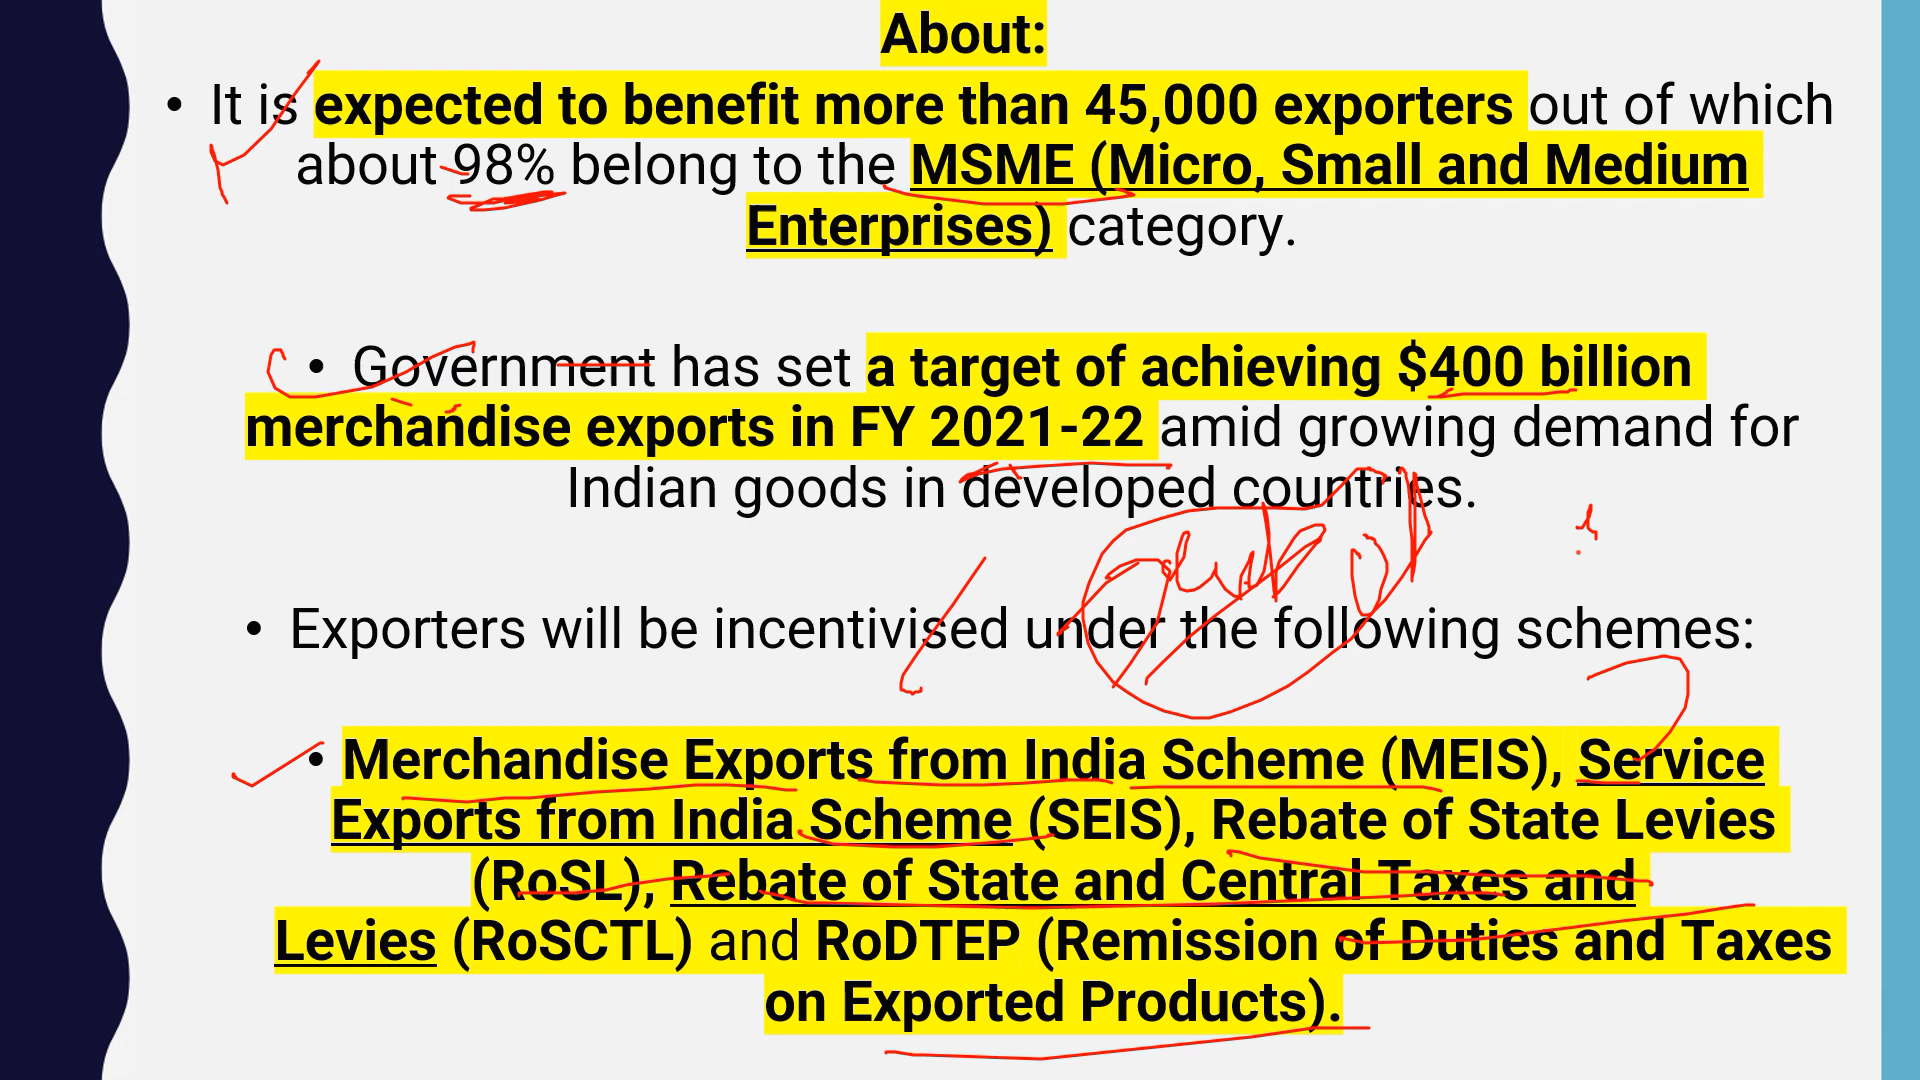 About:
• It is expected to benefit more than 45,000 exporters out of which
about 98% belong to the MSME (Micro, Small and Medium
Enterprises) category.
• Government has set a target of achieving $400 billion
merchandise exports in FY 2021-22 amid growing demand for
Indian goods in developed countries.
• Exporters will be incentivised under the following schemes:
• Merchandise Exports from India Scheme (MEIS), Service
Exports from India Scheme (SEIS), Rebate of State Levies
(RoSL), Rebate of State and Central Taxes and
Levies (RoSCTL) and RoDTEP (Remission of Duties and Taxes
on Exported Products).